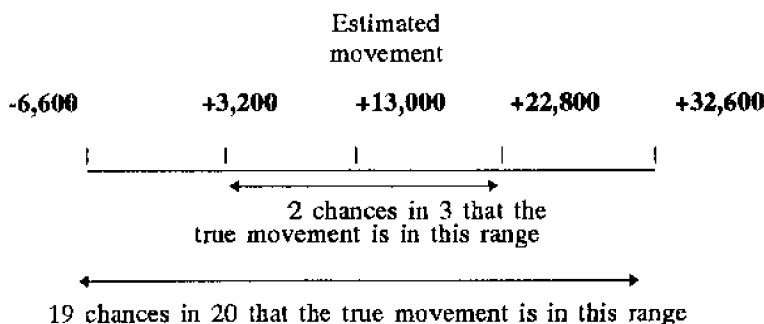 Estimated
movement
-6,600 +3,200 +13,000 +22,800 +32,600
2 chances in 3 that the
true movement is in this range
19 chances in 20 that the true movement is in this range